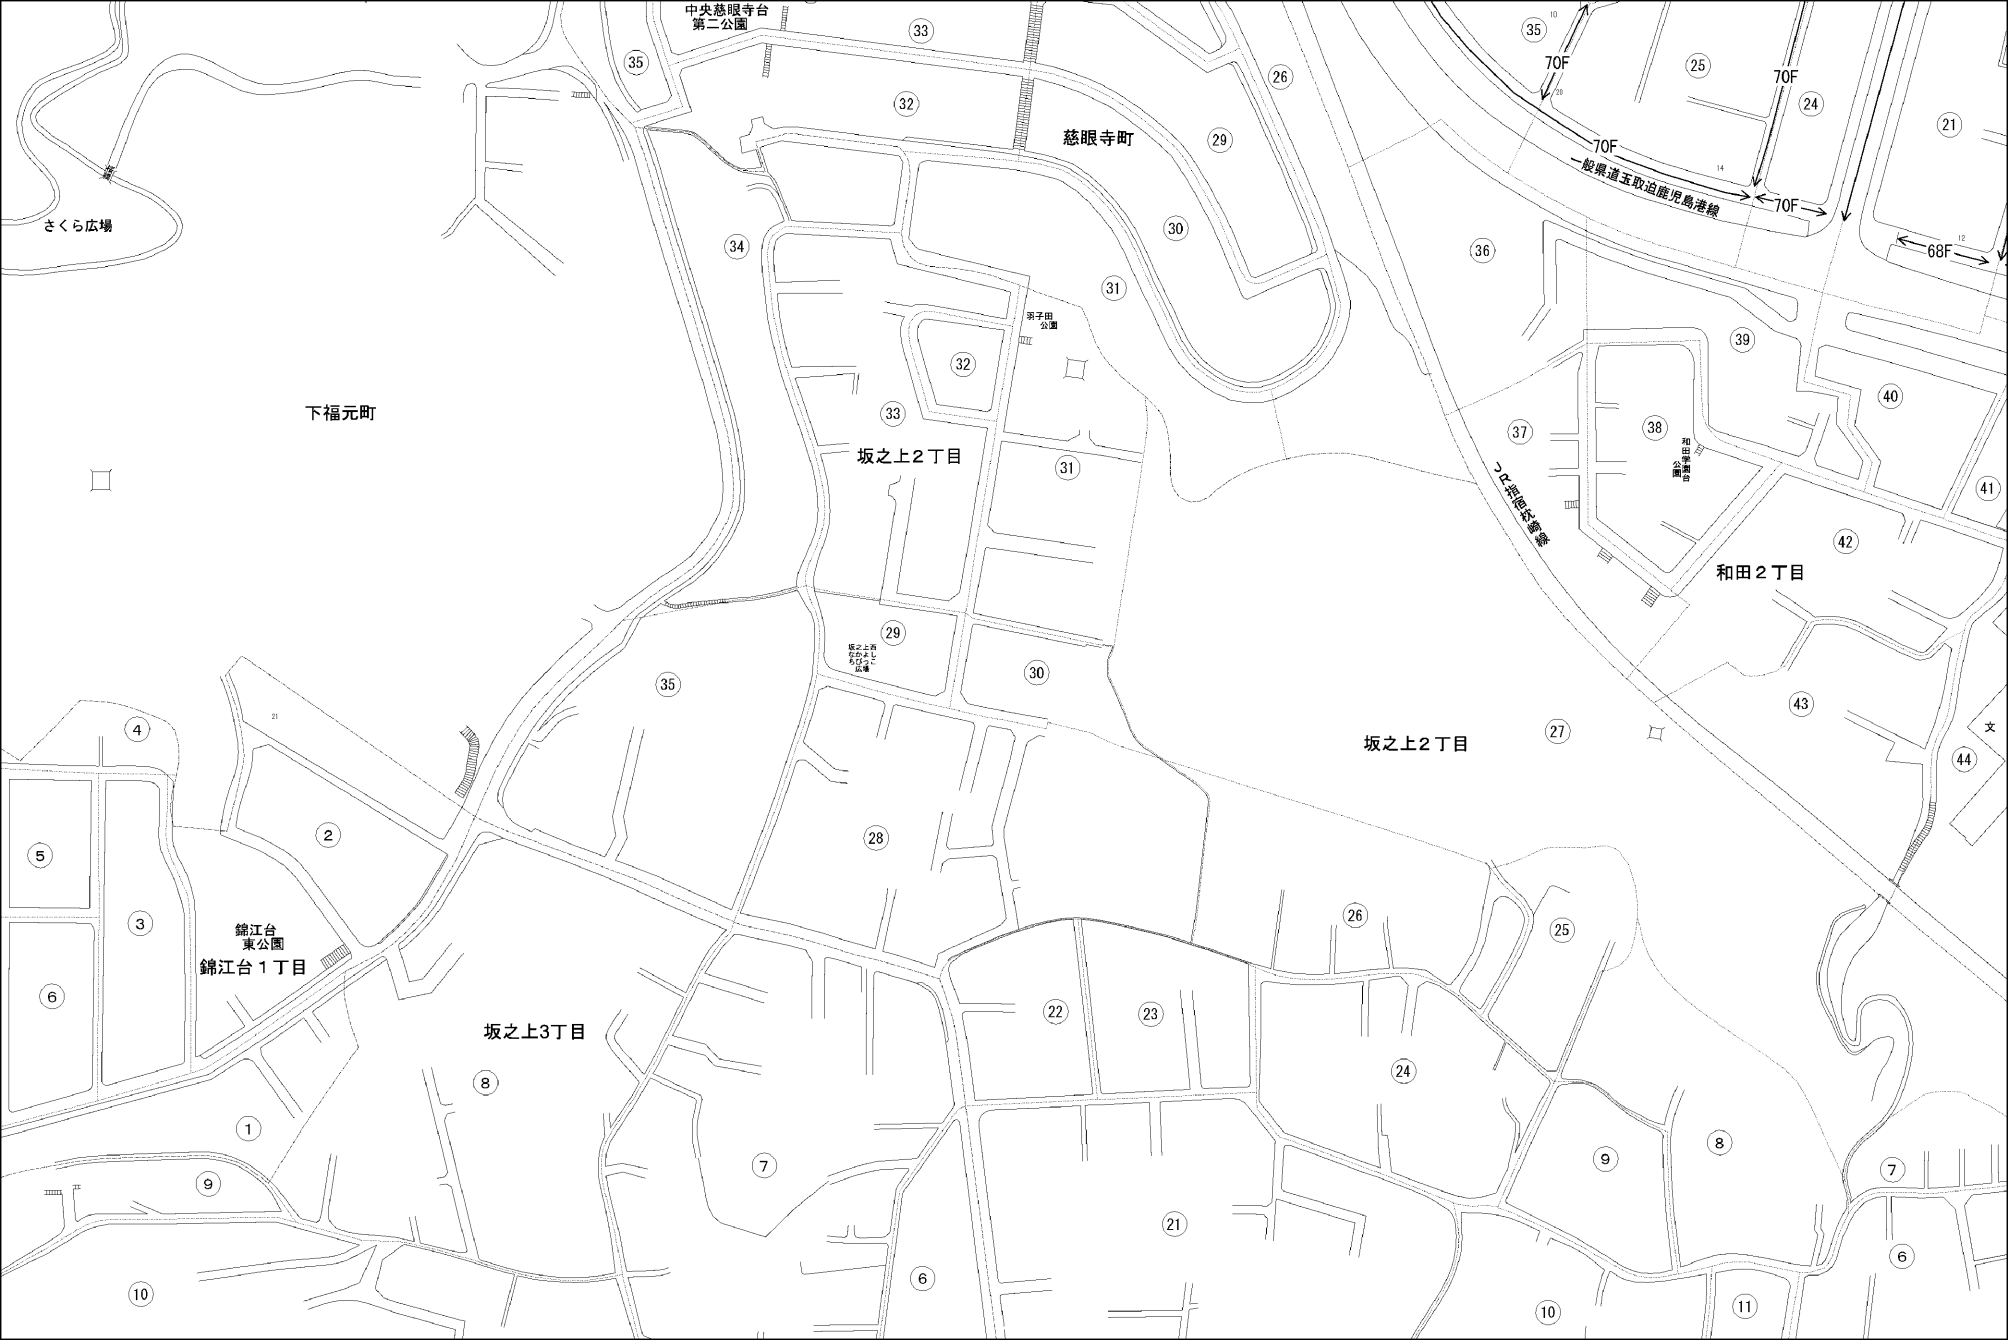 中央慈眼寺台
第二公園
33
35
26
35
10
70F
25
70F
24
20
32
慈眼寺町
29
21
70F
14
一般県道玉取迫鹿児島港線
70F
12
68F
さくら広場
34
30
36
31
羽子田
公園
39
32
下福元町
33
坂之上2丁目
31
37
38
和田学園台
公園
40
41
JR指宿枕崎線
42
和田2丁目
29
坂之上西
なかよしこ
ちびっこ
広場
30
35
21
4
43
文
坂之上2丁目
27
44
5
2
28
3
錦江台
東公園
錦江台1丁目
26
25
6
坂之上3丁目
22
23
24
8
1
7
9
8
7
9
21
6
10
6
10
11